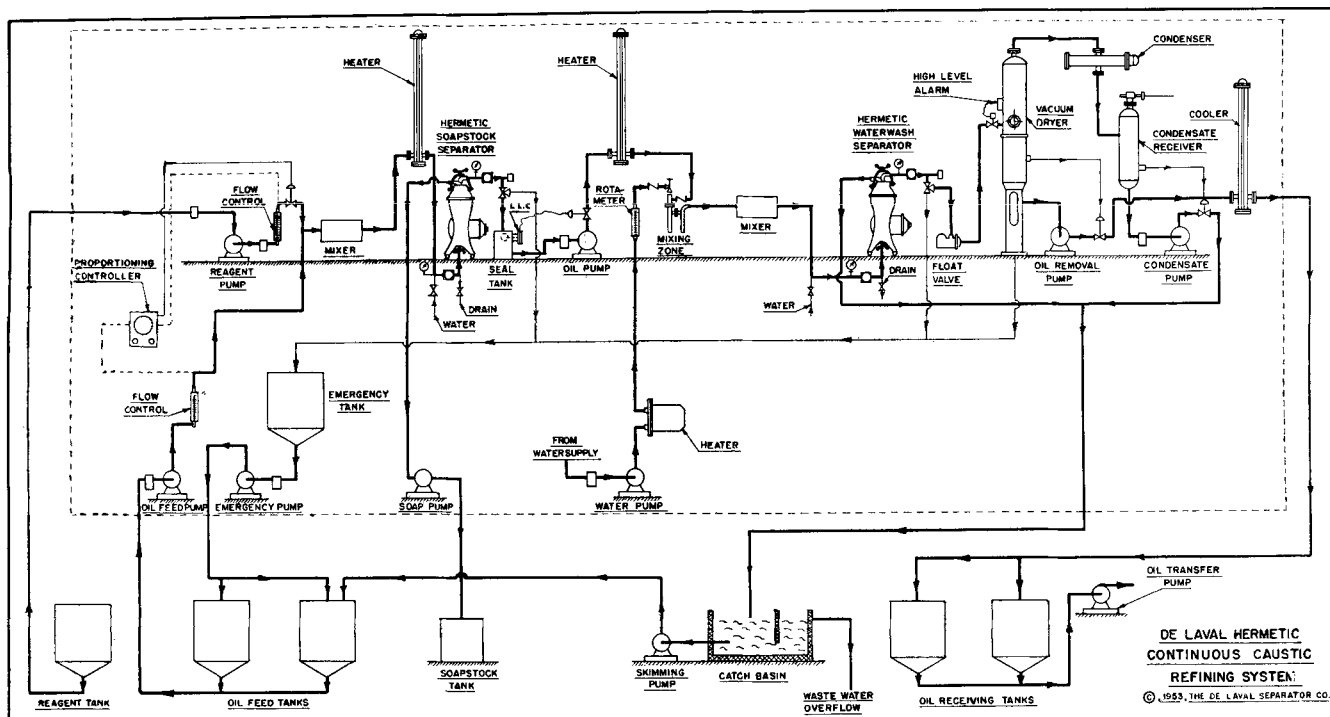 HEATER
HEATER
CONDENSER
HIGH LEVEL
ALARM
VACUUM
DRYER
COOLER
CONDENSATE
RECEIVER
HERMETIC
SOAPSTOCK
SEPARATOR
HERMETIC
WATERWASH
SEPARATOR
FLOW
CONTROL
ROTA-
METER
L.L.C
MIXER
MIXING
ZONE
MIXER
REAGENT
PUMP
SEAL
TANK
OIL PUMP
DRAIN
WATER
DRAIN
WATER
FLOAT
VALVE
OIL REMOVAL
PUMP
CONDENSATE
PUMP
PROPORTIONING
CONTROLLER
FLOW
CONTROL
EMERGENCY
TANK
FROM
WATERSUPPLY
HEATER
OIL FEED PUMP
EMERGENCY PUMP
SOAP PUMP
WATER PUMP
OIL TRANSFER
PUMP
REAGENT TANK
OIL FEED TANKS
SOAPSTOCK
TANK
SKIMMING
PUMP
CATCH BASIN
WASTE WATER
OVERFLOW
OIL RECEIVING TANKS
DE LAVAL HERMETIC
CONTINUOUS CAUSTIC
REFINING SYSTEM
© 1953, THE DE LAVAL SEPARATOR CO.